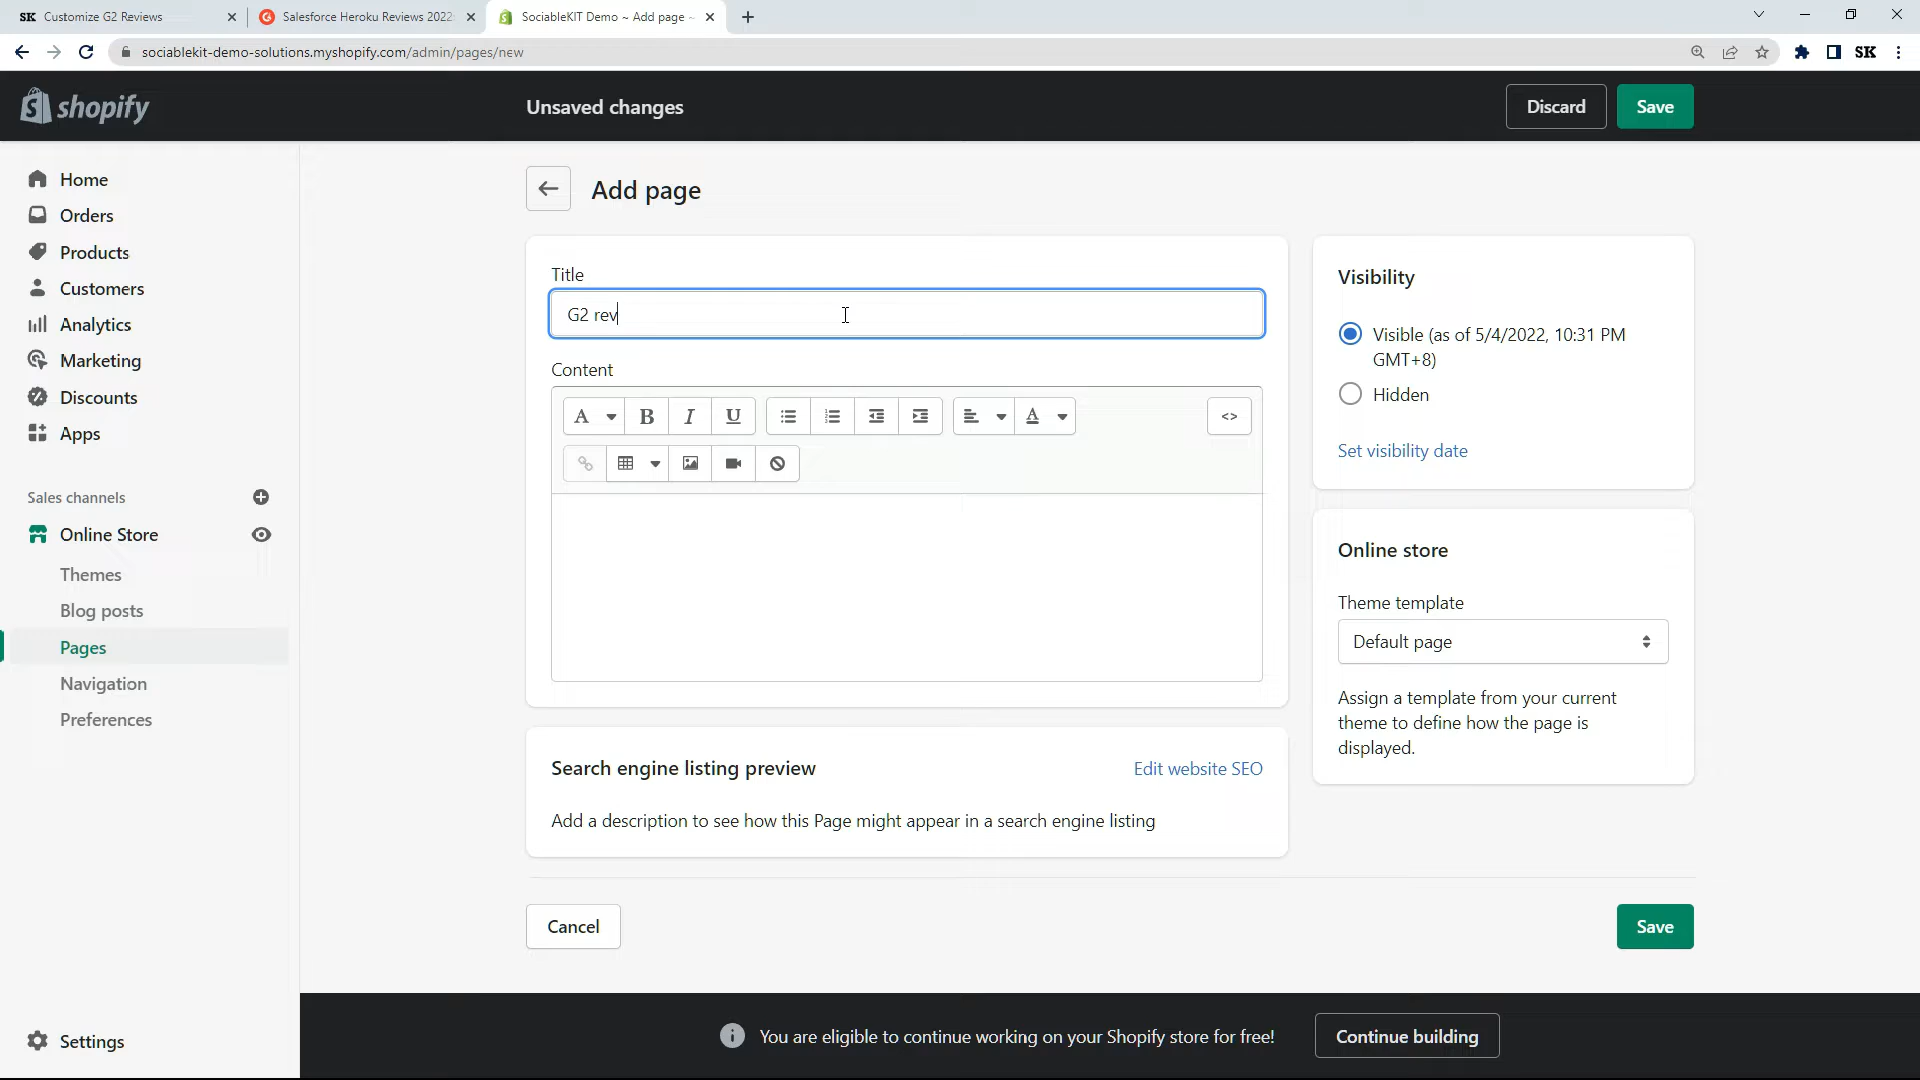 SK Customize G2 Reviews
Salesforce Heroku Reviews 2022
SociableKIT Demo ~ Add page ~
sociablekit-demo-solutions.myshopify.com/admin/pages/new
SK
shopify
Unsaved changes
Discard
Save
Home
Orders
Products
Customers
Analytics
Marketing
Discounts
Apps
Sales channels
Online Store
Themes
Blog posts
Pages
Navigation
Preferences
Settings
Add page
Title
G2 rev
Content
A
B
I
U
A
<>
Search engine listing preview
Edit website SEO
Add a description to see how this Page might appear in a search engine listing
Visibility
Visible (as of 5/4/2022, 10:31 PM
GMT+8)
Hidden
Set visibility date
Online store
Theme template
Default page
Assign a template from your current
theme to define how the page is
displayed.
Cancel
Save
You are eligible to continue working on your Shopify store for free!
Continue building